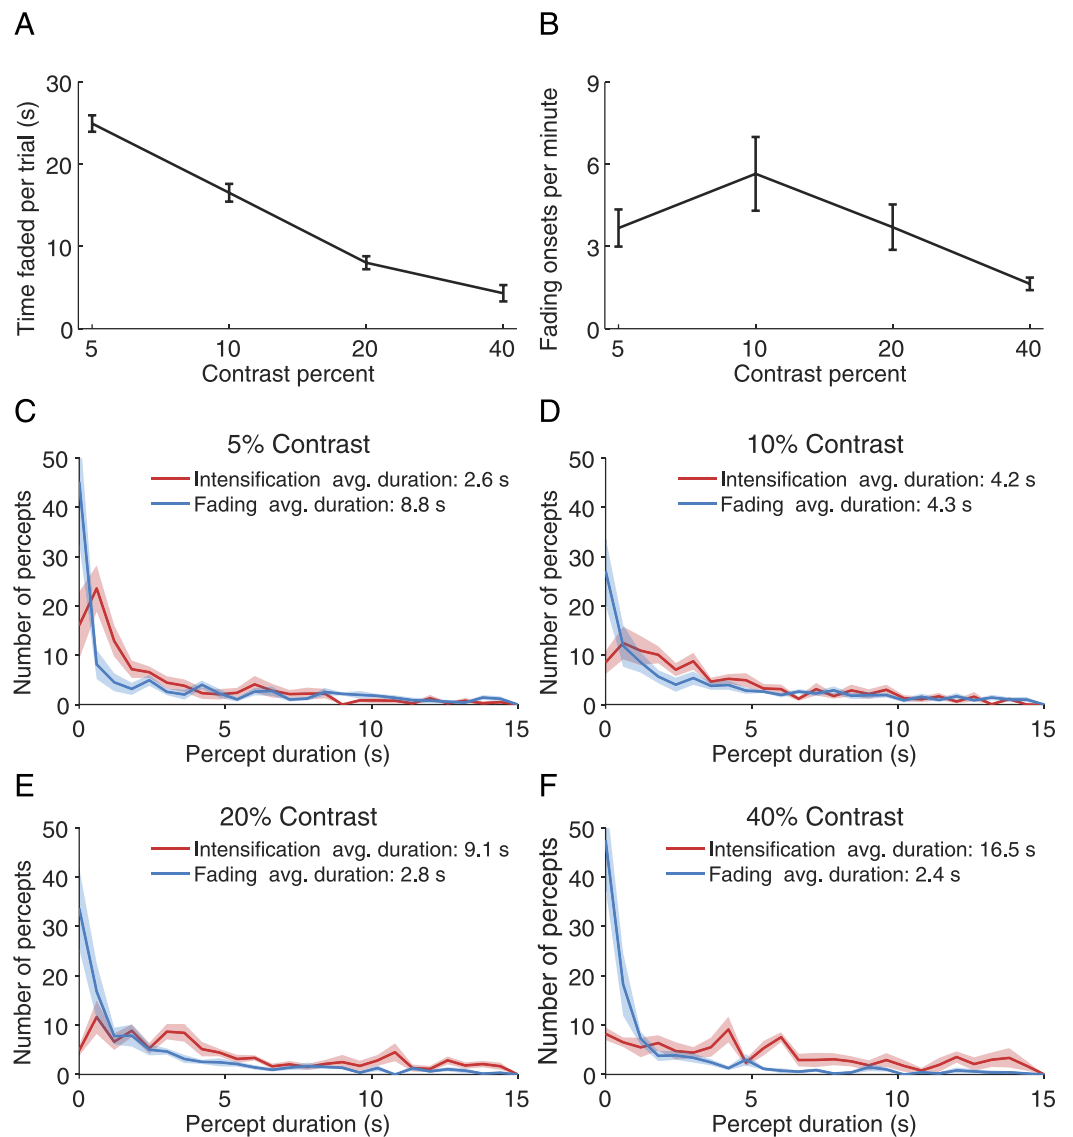 A
Time faded per trial (s)
30
20
10
0
5 10 20 40
Contrast percent
B
Fading onsets per minute
9
6
3
0
5 10 20 40
Contrast percent
C
5% Contrast
Intensification avg. duration: 2.6 s
Fading avg. duration: 8.8 s
Number of percepts
50
40
30
20
10
0
0 5 10 15
Percept duration (s)
D
10% Contrast
Intensification avg. duration: 4.2 s
Fading avg. duration: 4.3 s
Number of percepts
50
40
30
20
10
0
0 5 10 15
Percept duration (s)
E
20% Contrast
Intensification avg. duration: 9.1 s
Fading avg. duration: 2.8 s
Number of percepts
50
40
30
20
10
0
0 5 10 15
Percept duration (s)
F
40% Contrast
Intensification avg. duration: 16.5 s
Fading avg. duration: 2.4 s
Number of percepts
50
40
30
20
10
0
0 5 10 15
Percept duration (s)